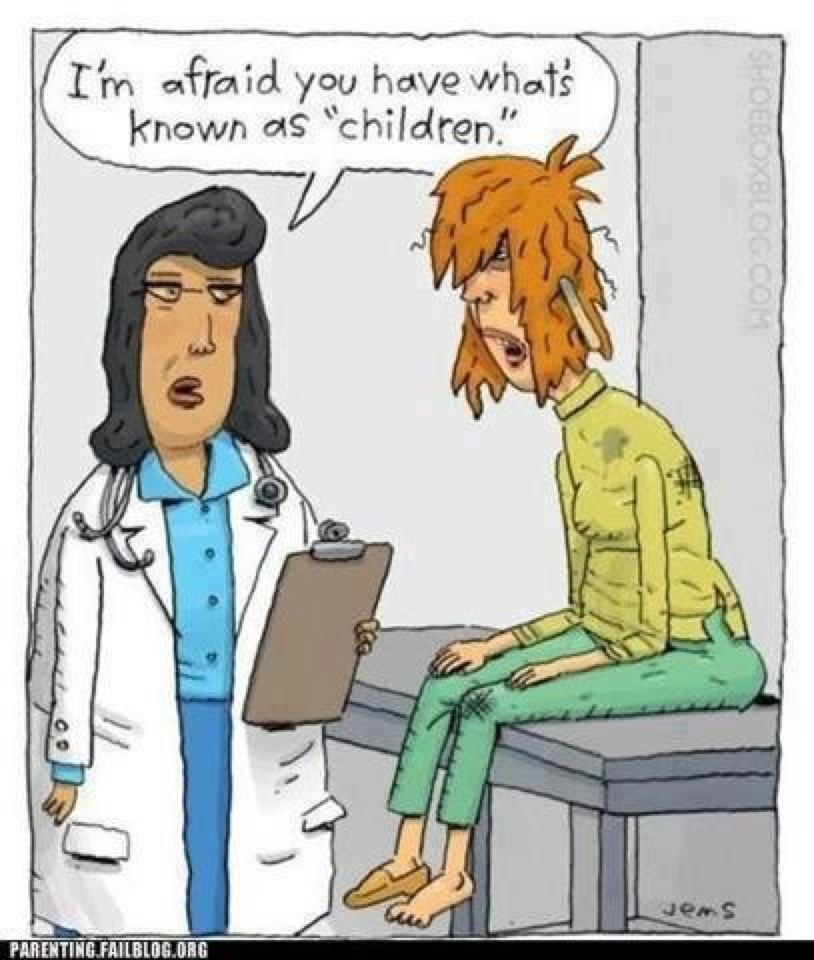 I'm afraid you have what's
known as "children."
SHOEBOXBLOG.COM
Jems
PARENTING.FAILBLOG.ORG